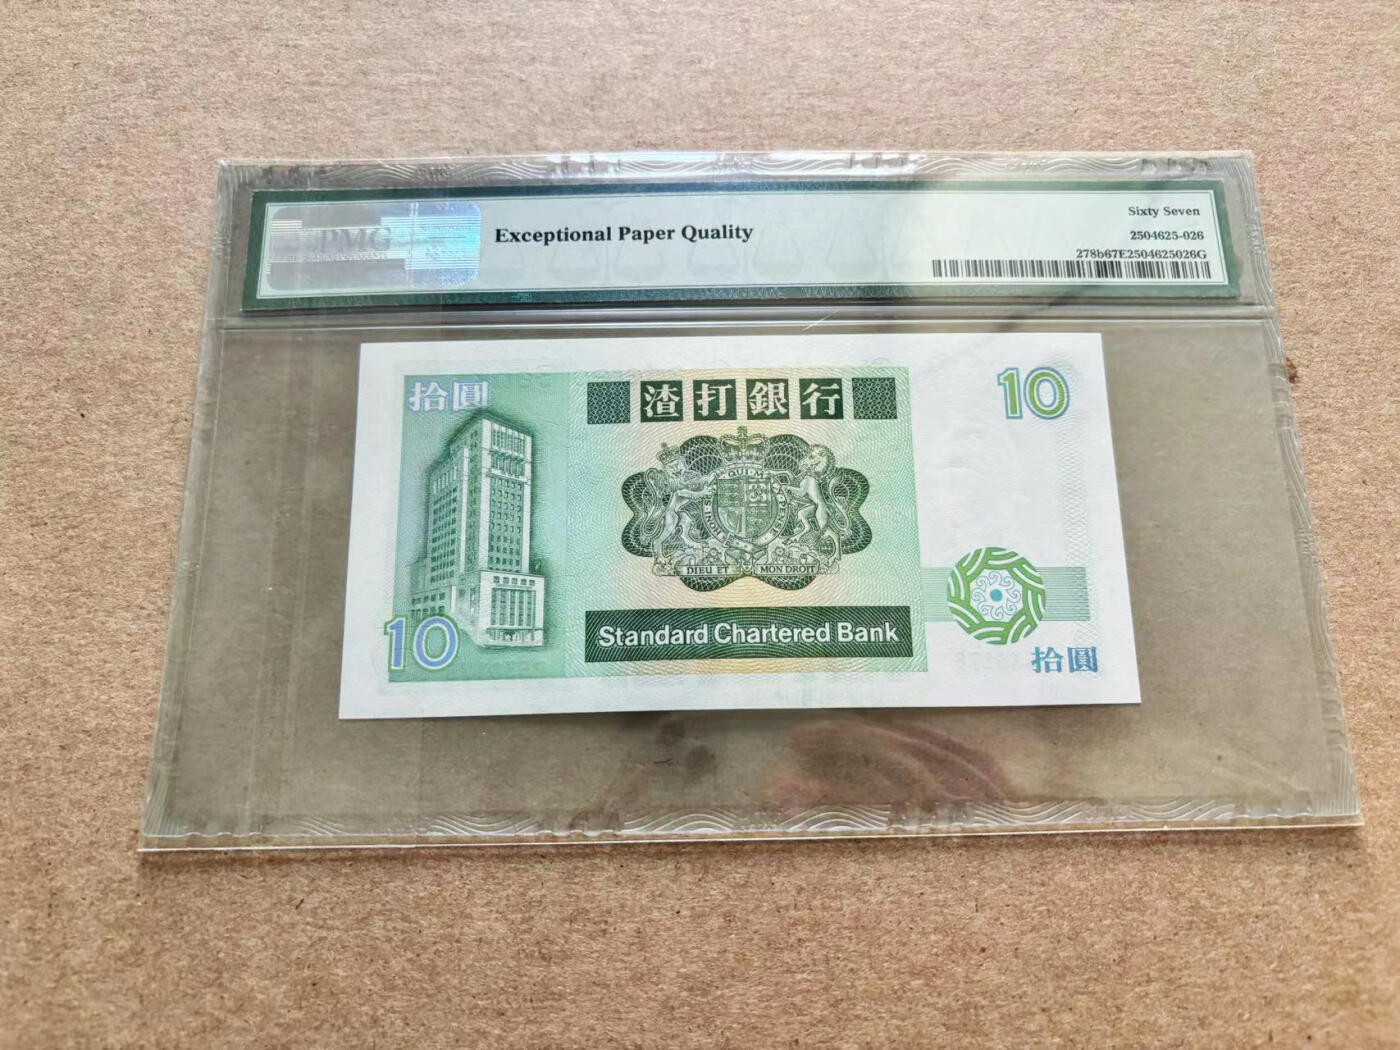 PMG
Exceptional Paper Quality
Sixty Seven
2504625-026
278b67E2504625026G
拾圓
渣打銀行
10
DIEU ET MON DROIT
10
Standard Chartered Bank
拾圓